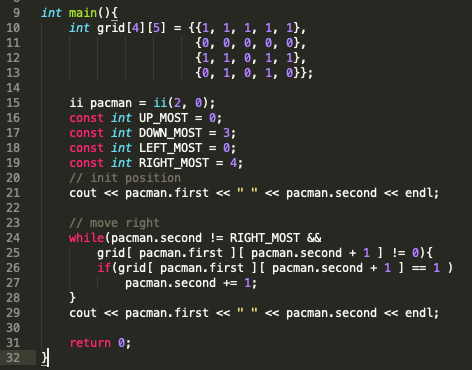 9 int main(){
10 int grid[4][5] = {{1, 1, 1, 1, 1},
11 {0, 0, 0, 0, 0},
12 {1, 1, 0, 1, 1},
13 {0, 1, 0, 1, 0}};
14
15 ii pacman = ii(2, 0);
16 const int UP_MOST = 0;
17 const int DOWN_MOST = 3;
18 const int LEFT_MOST = 0;
19 const int RIGHT_MOST = 4;
20 // init position
21 cout << pacman.first << " " << pacman.second << endl;
22
23 // move right
24 while(pacman.second != RIGHT_MOST &&
25 grid[ pacman.first ][ pacman.second + 1 ] != 0){
26 if(grid[ pacman.first ][ pacman.second + 1 ] == 1 )
27 pacman.second += 1;
28 }
29 cout << pacman.first << " " << pacman.second << endl;
30
31 return 0;
32 }